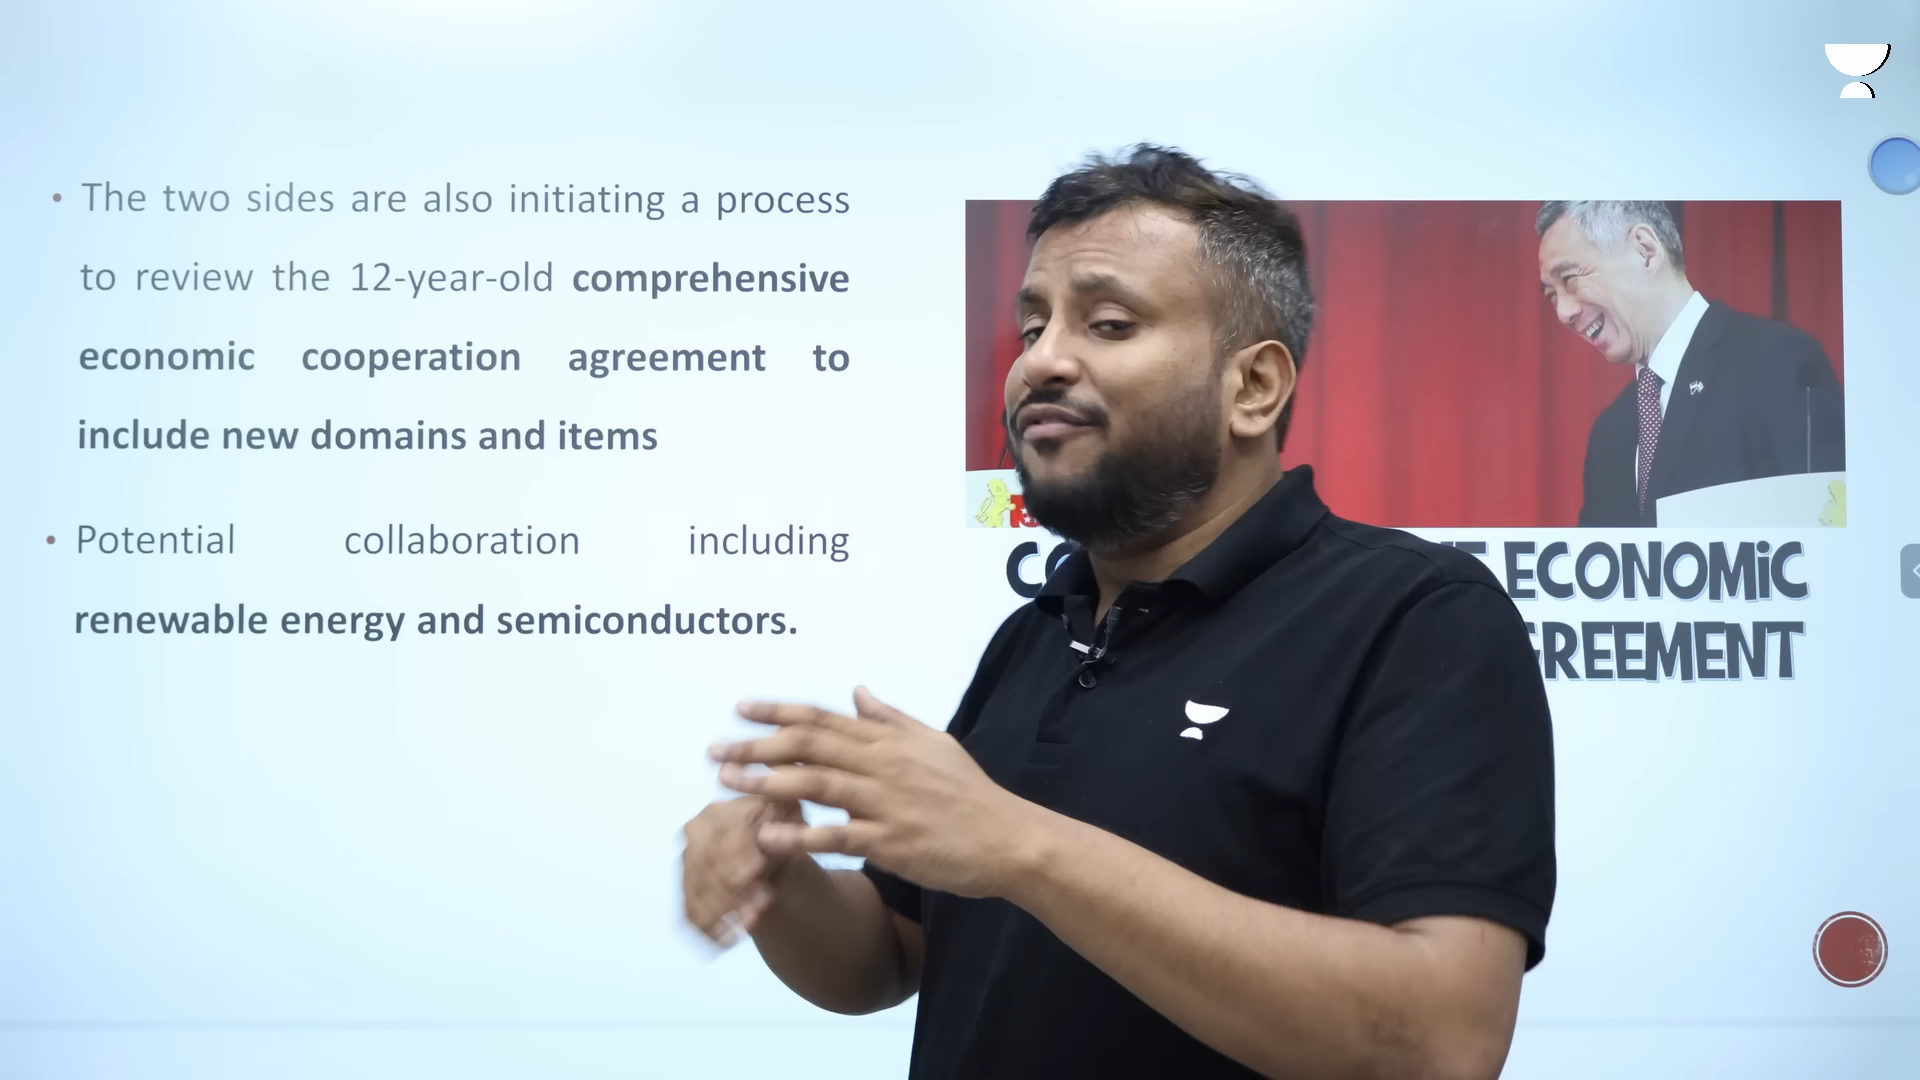 • The two sides are also initiating a process
to review the 12-year-old comprehensive
economic cooperation agreement to
include new domains and items
• Potential collaboration including
renewable energy and semiconductors.
ECONOMiC